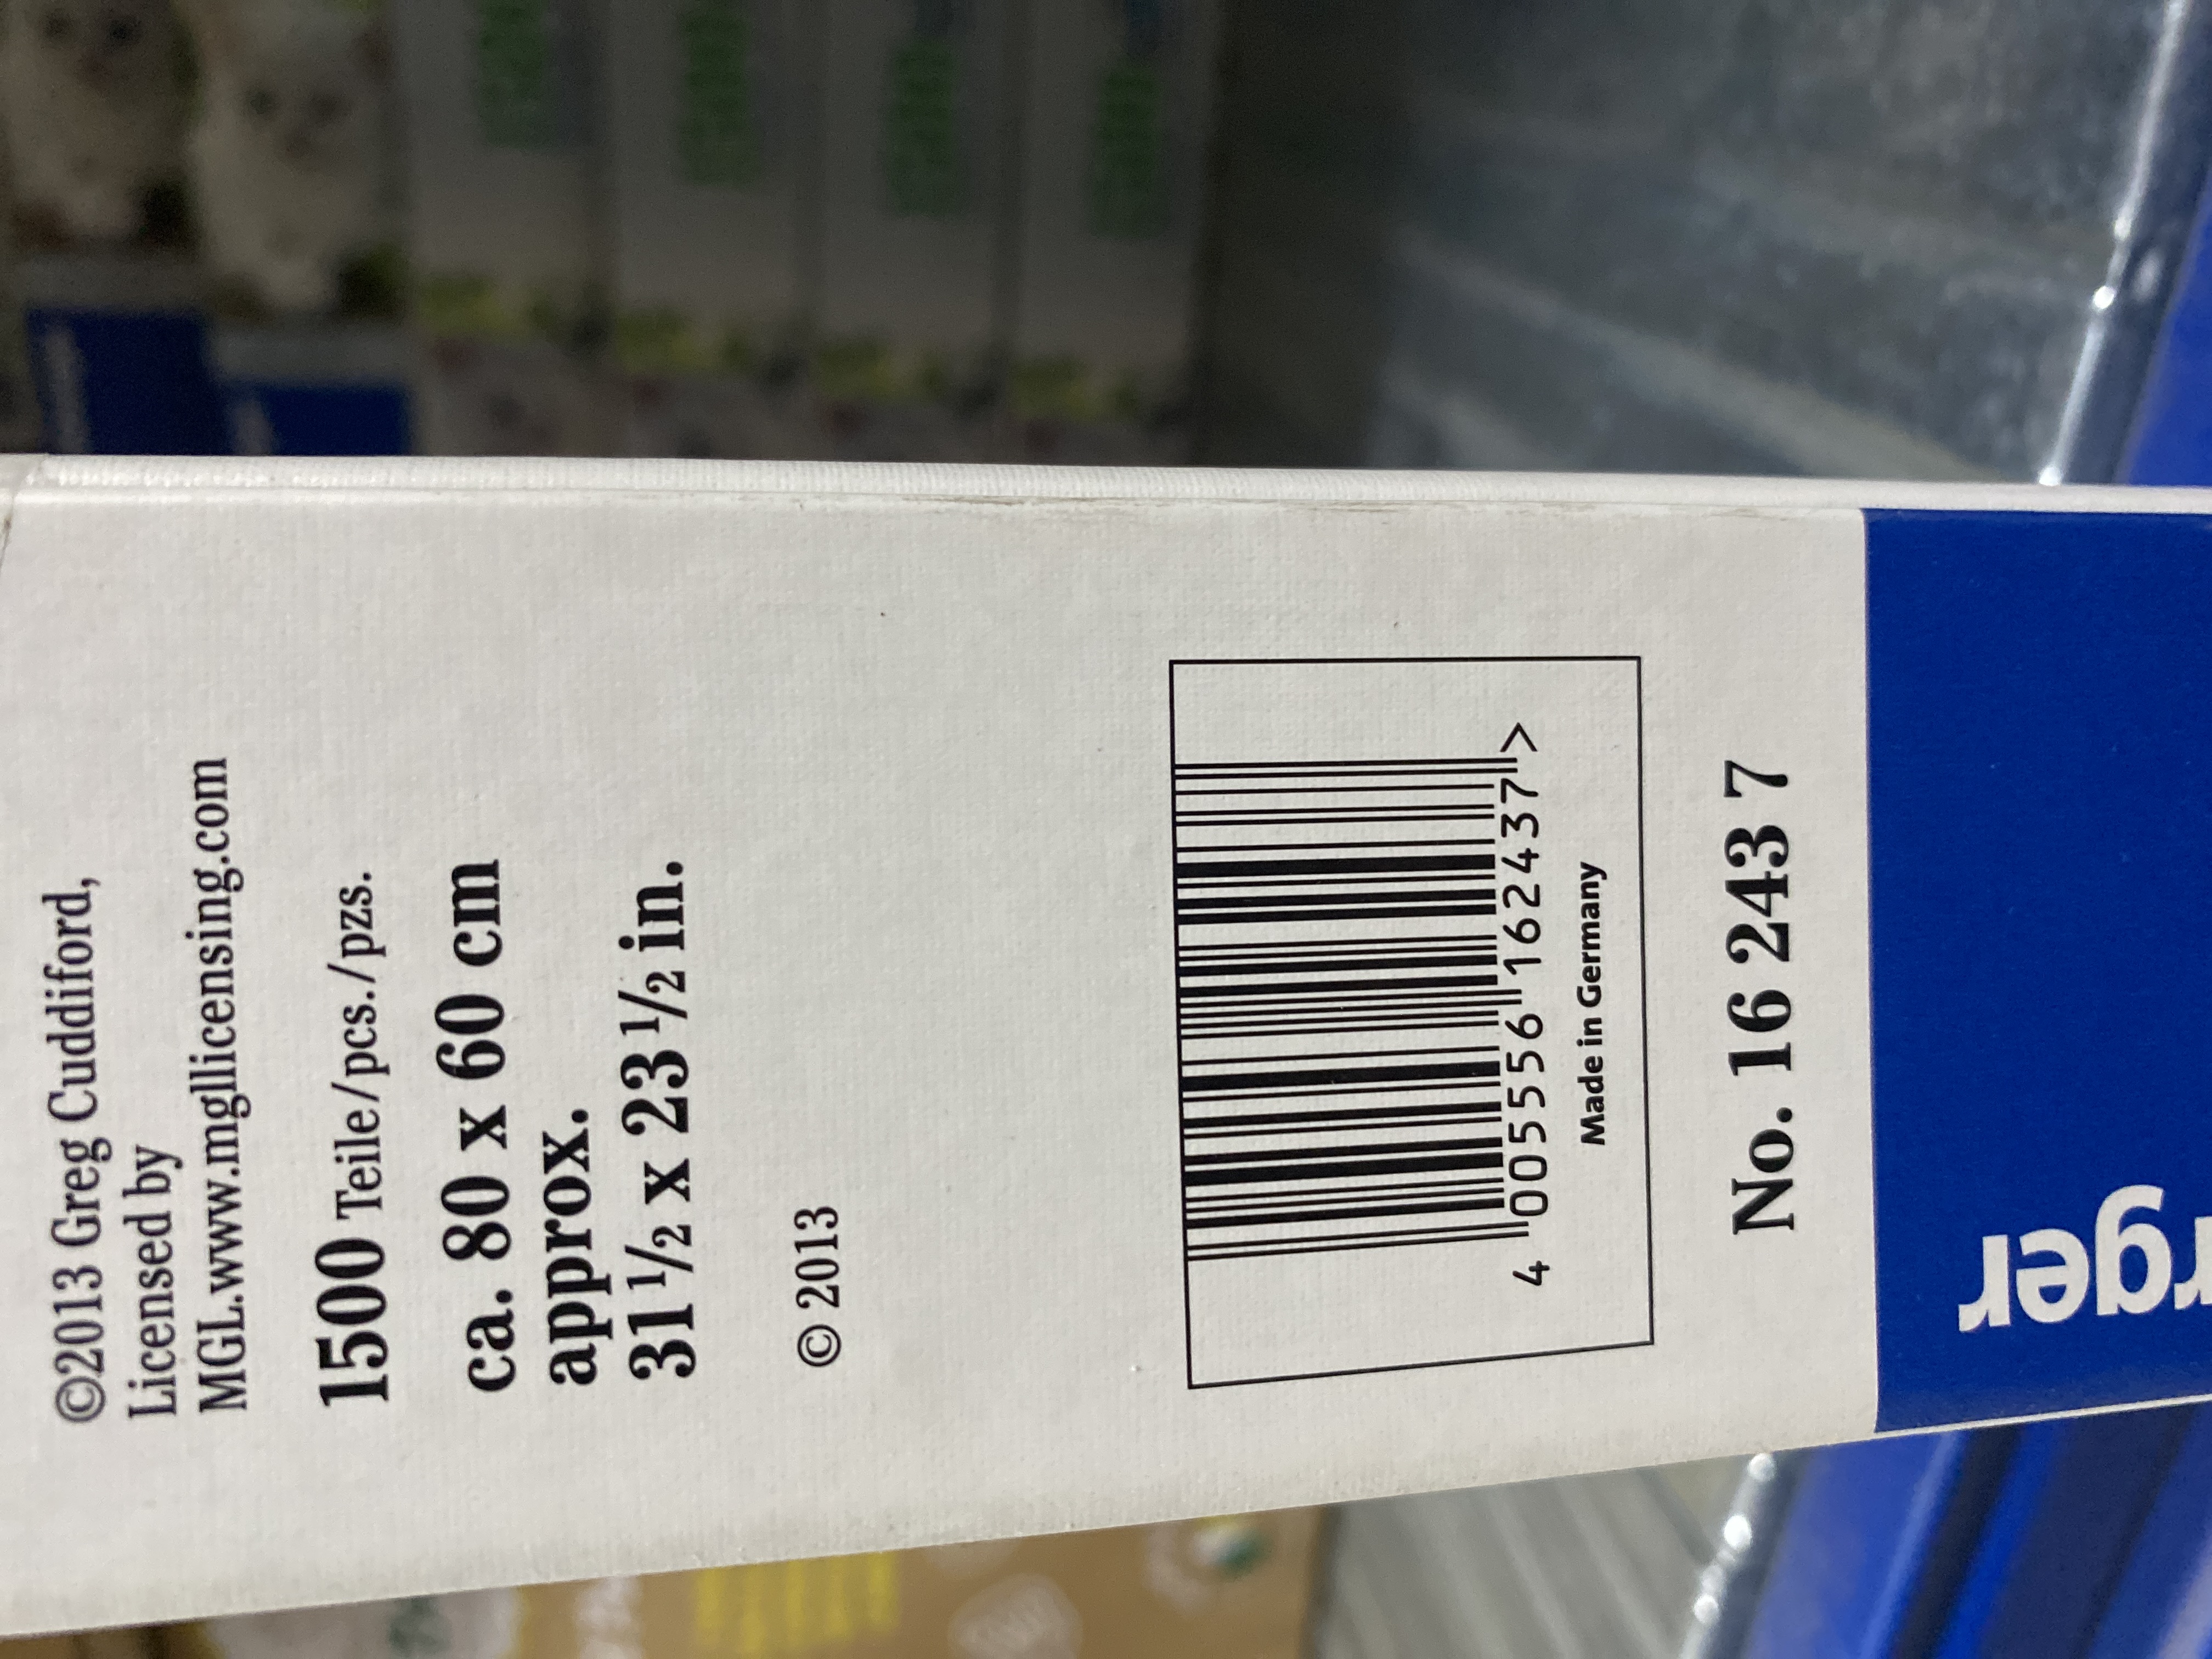 ©2013 Greg Cuddiford,
Licensed by
MGL.www.mgllicensing.com
1500 Teile/pcs./pzs.
ca. 80 x 60 cm
approx.
31 ½ x 23 ½ in.
© 2013
4 005556 162437 >
Made in Germany
No. 16 243 7
rger